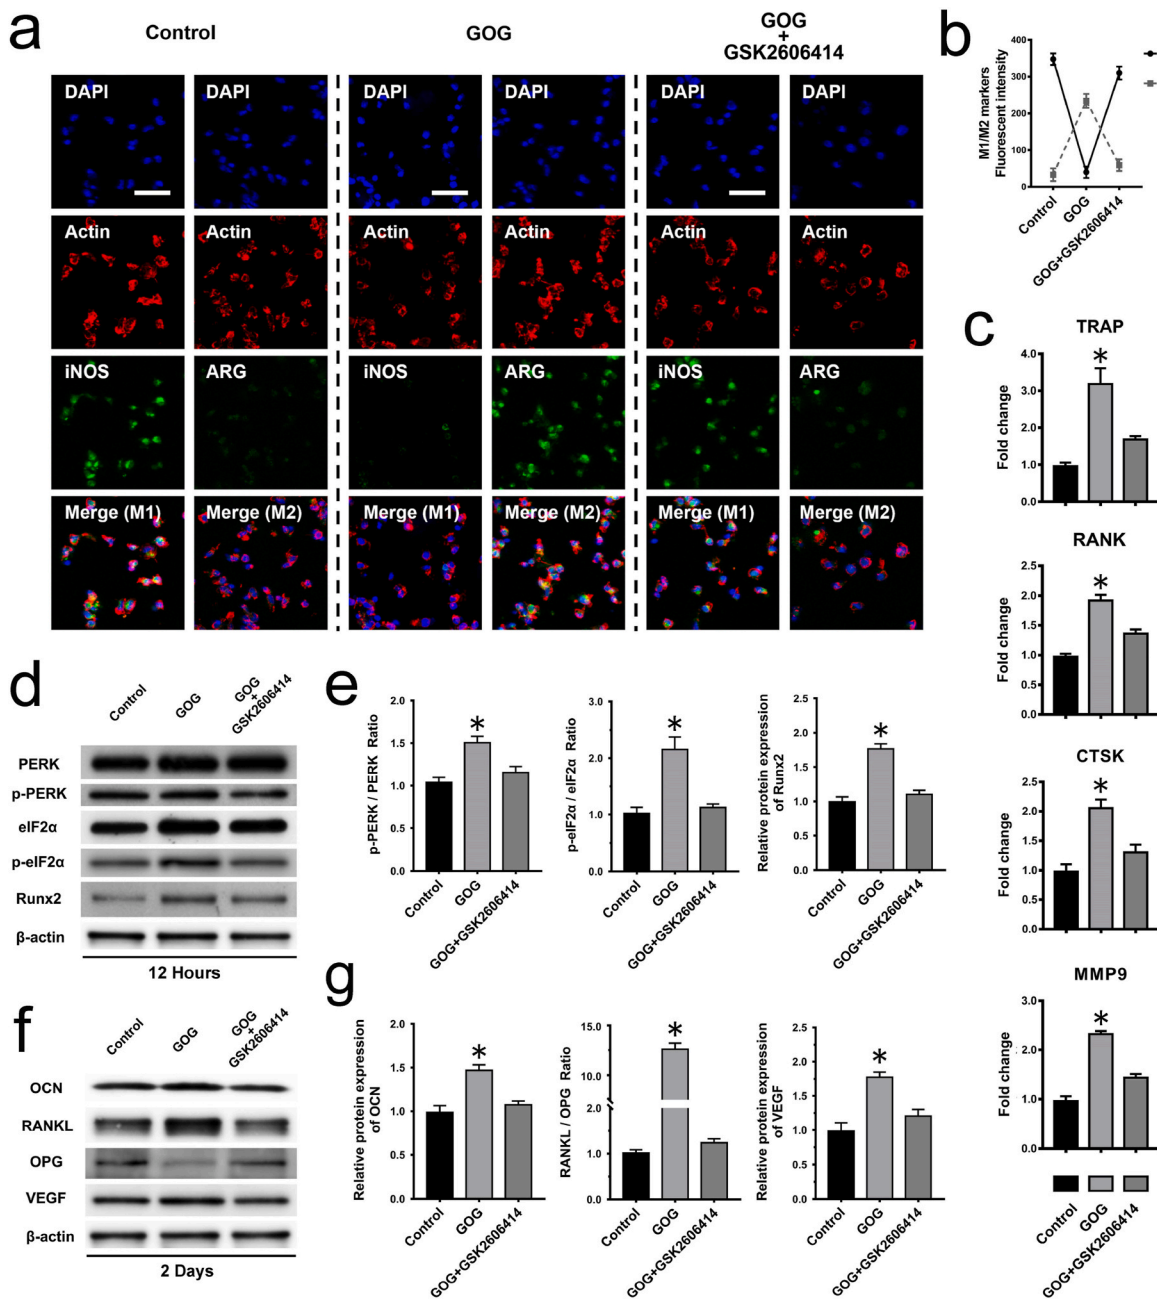 a
Control
GOG
GOG
+
GSK2606414
DAPI
DAPI
DAPI
DAPI
DAPI
DAPI
Actin
Actin
Actin
Actin
Actin
Actin
iNOS
ARG
iNOS
ARG
iNOS
ARG
Merge (M1)
Merge (M2)
Merge (M1)
Merge (M2)
Merge (M1)
Merge (M2)
b
M1/M2 markers
Fluorescent intensity
400
300
200
100
0
Control
GOG
GOG+GSK2606414
c
TRAP
Fold change
4.0
3.0
2.0
1.0
0.0
*
RANK
Fold change
3.0
2.0
1.0
0.0
*
CTSK
Fold change
3.0
2.0
1.0
0.0
*
MMP9
Fold change
3.0
2.0
1.0
0.0
*
Control
GOG
GOG+GSK2606414
d
Control
GOG
GOG
+
GSK2606414
PERK
p-PERK
eIF2α
p-eIF2α
Runx2
β-actin
12 Hours
e
p-PERK / PERK Ratio
2.0
1.5
1.0
0.5
0.0
*
Control
GOG
GOG+GSK2606414
p-eIF2α / eIF2α Ratio
3.0
2.0
1.0
0.0
*
Control
GOG
GOG+GSK2606414
Relative protein expression
of Runx2
2.5
2.0
1.5
1.0
0.5
0.0
*
Control
GOG
GOG+GSK2606414
f
Control
GOG
GOG
+
GSK2606414
OCN
RANKL
OPG
VEGF
β-actin
2 Days
g
Relative protein expression
of OCN
2.0
1.5
1.0
0.5
0.0
*
Control
GOG
GOG+GSK2606414
RANKL / OPG Ratio
15.0
12.0
10.0
2.0
1.0
0.0
*
Control
GOG
GOG+GSK2606414
Relative protein expression
of VEGF
2.5
2.0
1.5
1.0
0.5
0.0
*
Control
GOG
GOG+GSK2606414